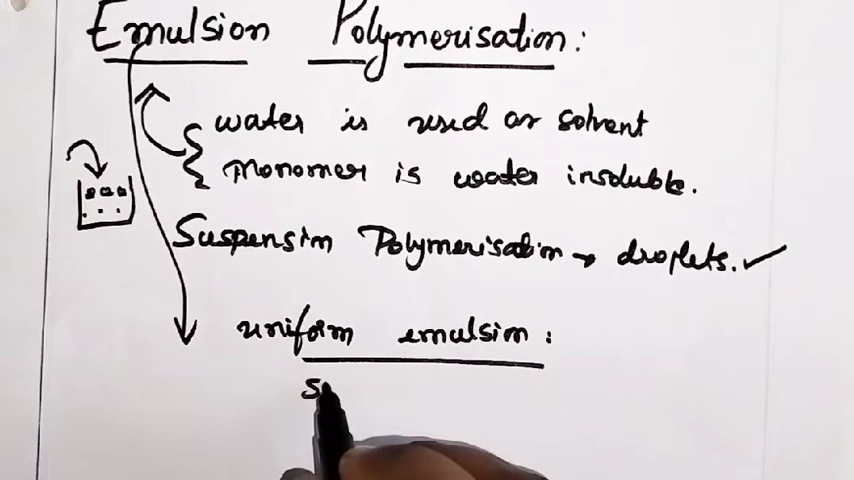 Emulsion Polymerisation:
water is used as solvent
monomer is water insoluble.
Suspension Polymerisation → droplets. ✓
uniform emulsion:
S